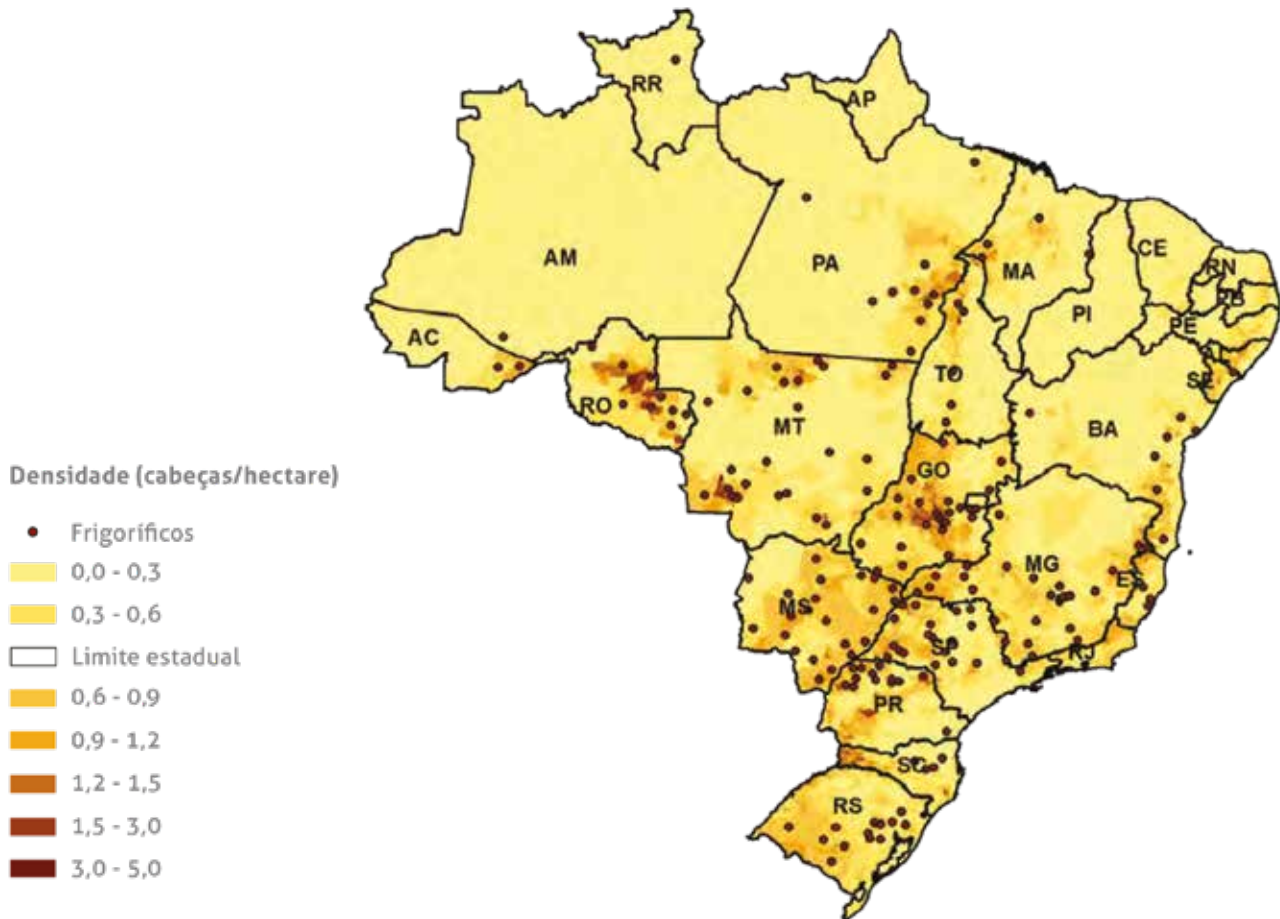 Densidade (cabeças/hectare)
Frigoríficos
0,0 - 0,3
0,3 - 0,6
Limite estadual
0,6 - 0,9
0,9 - 1,2
1,2 - 1,5
1,5 - 3,0
3,0 - 5,0
RR
AP
AM
PA
MA
CE
RN
PB
PI
PE
AC
AL
TO
SE
RO
MT
BA
GO
MG
ES
MS
SP
RJ
PR
SC
RS